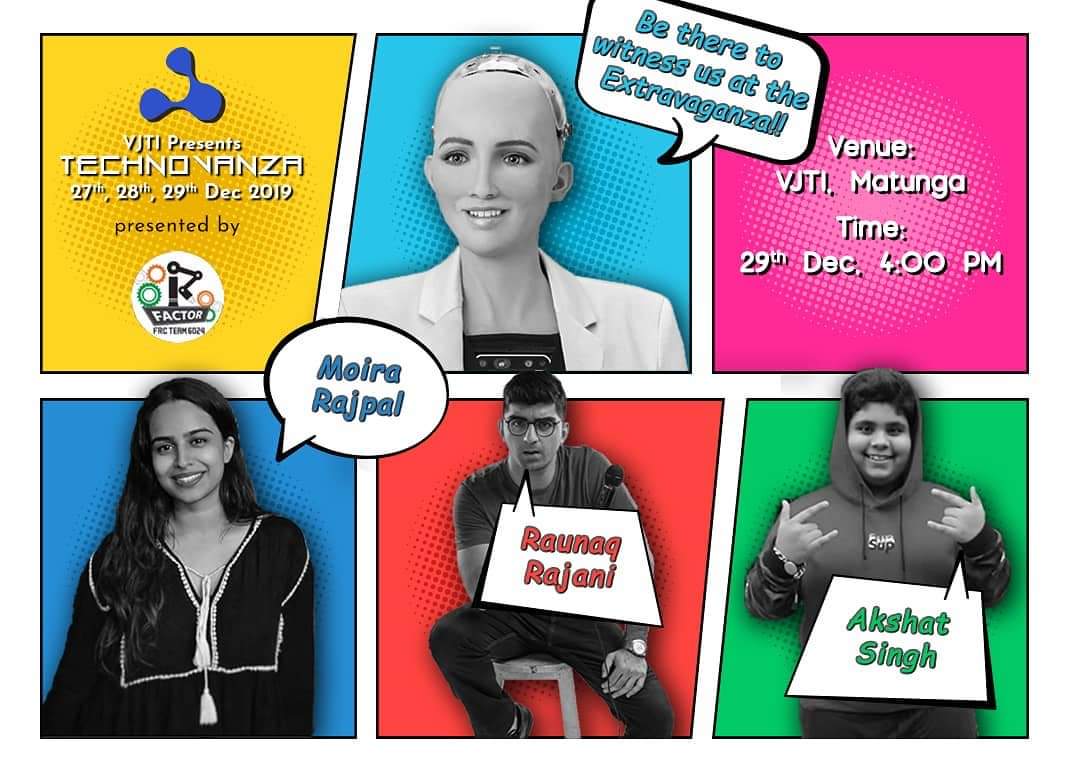 VJTI Presents
TECHNOVANZA
27th, 28th, 29th Dec 2019
presented by
R
FACTOR
FRC TEAM 6024
Be there to
witness us at the
Extravaganza!!
Venue:
VJTI, Matunga
Time:
29th Dec, 4:00 PM
Moira
Rajpal
Raunaq
Rajani
SUP
Akshat
Singh